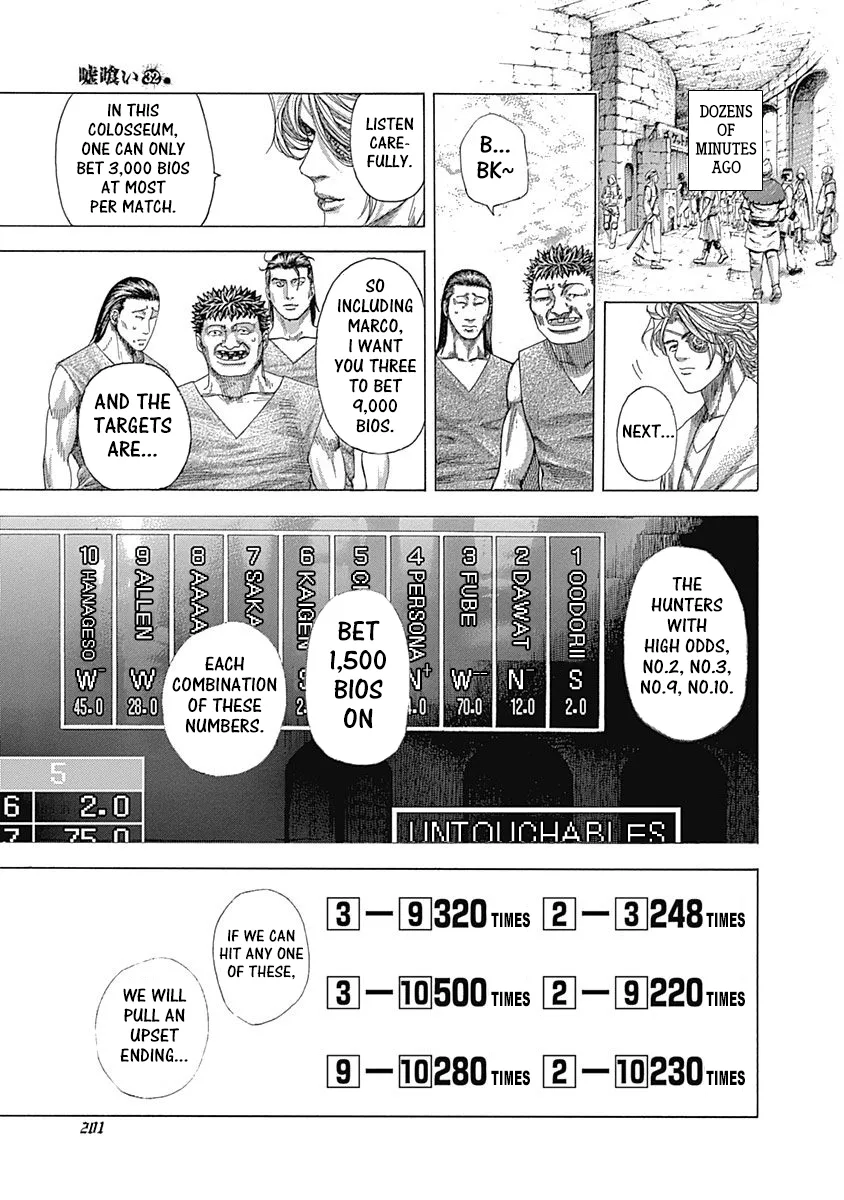 嘘喰い 32
DOZENS
OF
MINUTES
AGO
NEXT...
B...
BK~
LISTEN
CARE-
FULLY.
IN THIS
COLOSSEUM,
ONE CAN ONLY
BET 3,000 BIOS
AT MOST
PER MATCH.
SO
INCLUDING
MARCO,
I WANT
YOU THREE
TO BET
9,000
BIOS.
AND THE
TARGETS
ARE...
THE
HUNTERS
WITH
HIGH ODDS,
NO.2, NO.3,
NO.9, NO.10.
1 OODORII S 2.0
2 DAWAT N⁻ 12.0
3 FUBE W⁻⁻ 70.0
4 PERSONA N⁺ .0
5
6 KAIGEN
7 SAKA
8 AAAA
9 ALLEN W 28.0
10 HANAGESO W⁻ 45.0
BET
1,500
BIOS
ON
EACH
COMBINATION
OF THESE
NUMBERS.
5
6 2.0
7 75.0
UNTOUCHABLES
2 — 3 248 TIMES
2 — 9 220 TIMES
2 — 10 230 TIMES
3 — 9 320 TIMES
3 — 10 500 TIMES
9 — 10 280 TIMES
IF WE CAN
HIT ANY ONE
OF THESE,
WE WILL
PULL AN
UPSET
ENDING...
201